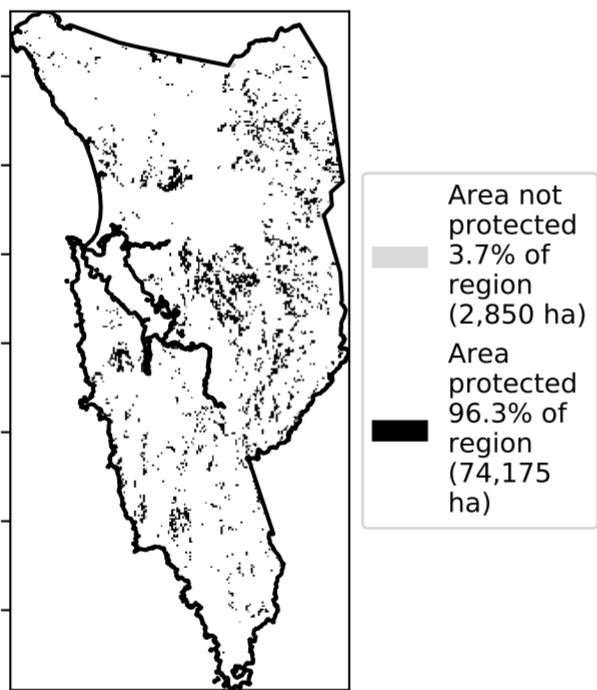 Area not
protected
3.7% of
region
(2,850 ha)
Area
protected
96.3% of
region
(74,175
ha)